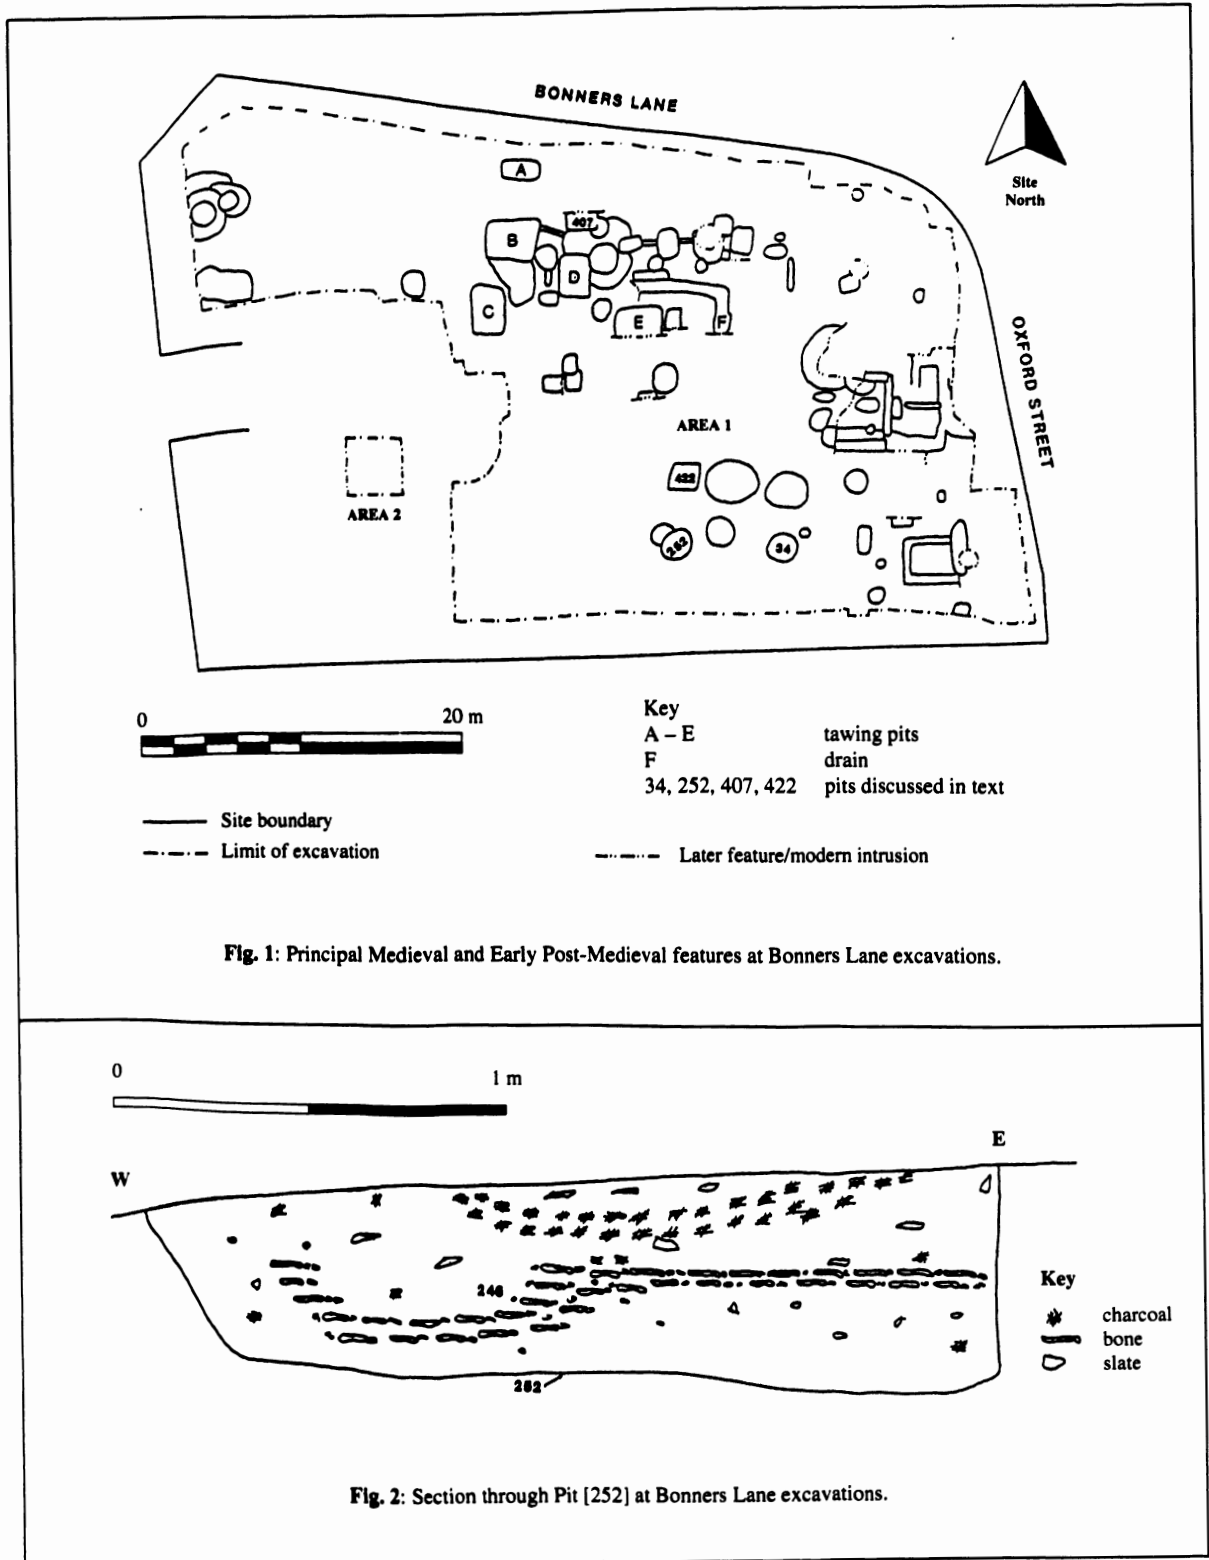 BONNERS LANE
Site
North
A
B
407
D
C
E
F
OXFORD STREET
AREA 1
422
AREA 2
252
34
0 20 m
Key
A – E tawing pits
F drain
34, 252, 407, 422 pits discussed in text
Site boundary
Limit of excavation
Later feature/modern intrusion
Fig. 1: Principal Medieval and Early Post-Medieval features at Bonners Lane excavations.
0 1 m
E
W
246
252
Key
charcoal
bone
slate
Fig. 2: Section through Pit [252] at Bonners Lane excavations.